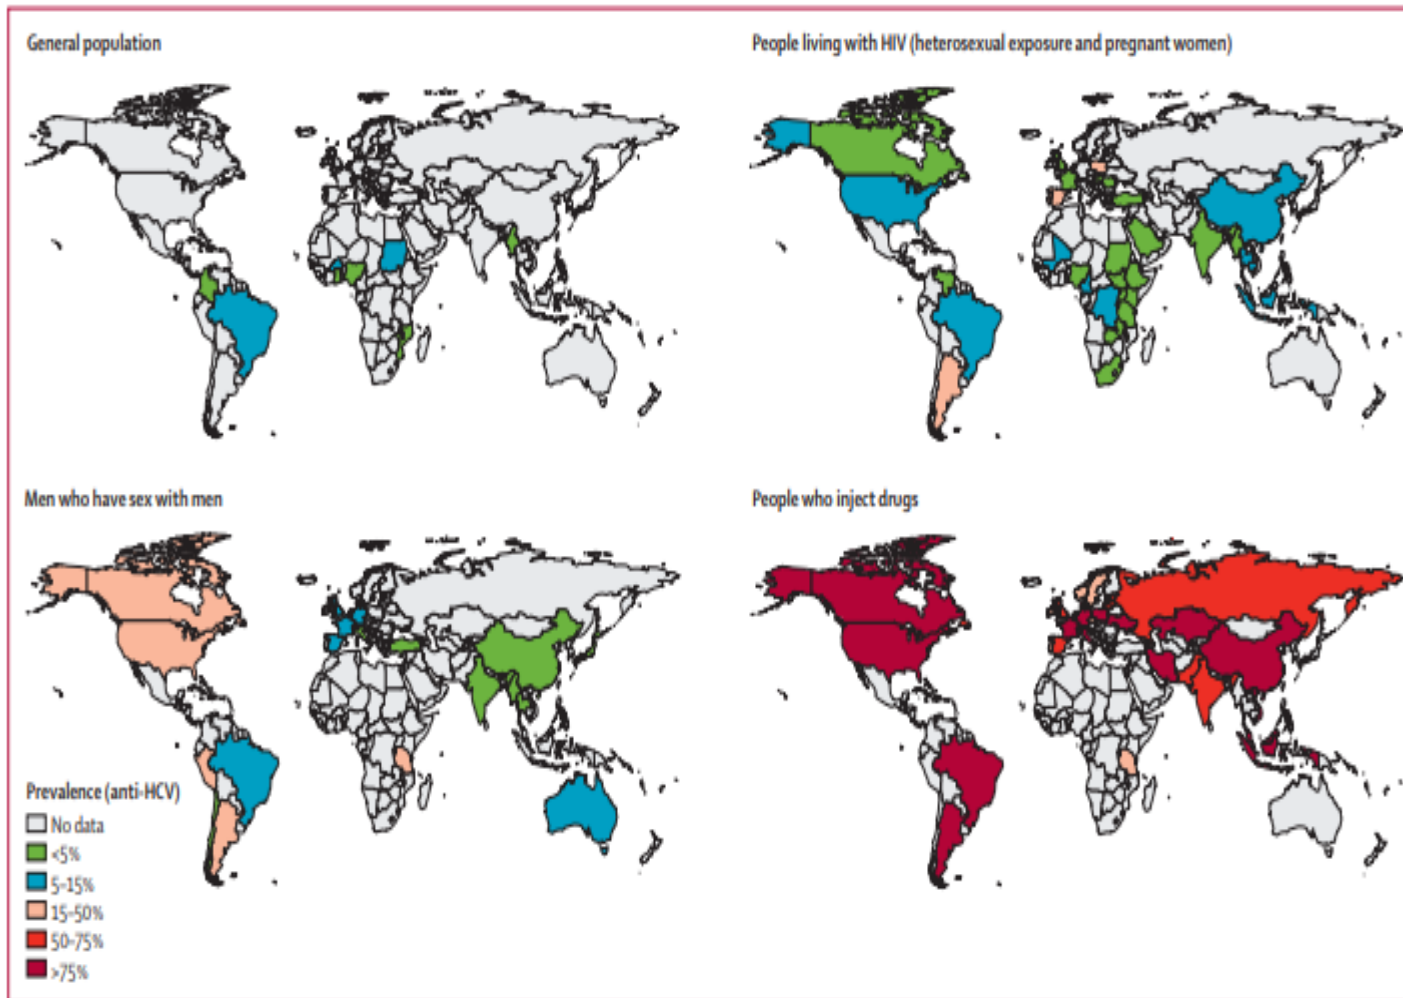 General population
People living with HIV (heterosexual exposure and pregnant women)
Men who have sex with men
People who inject drugs
Prevalence (anti-HCV)
No data
<5%
5–15%
15–50%
50–75%
>75%